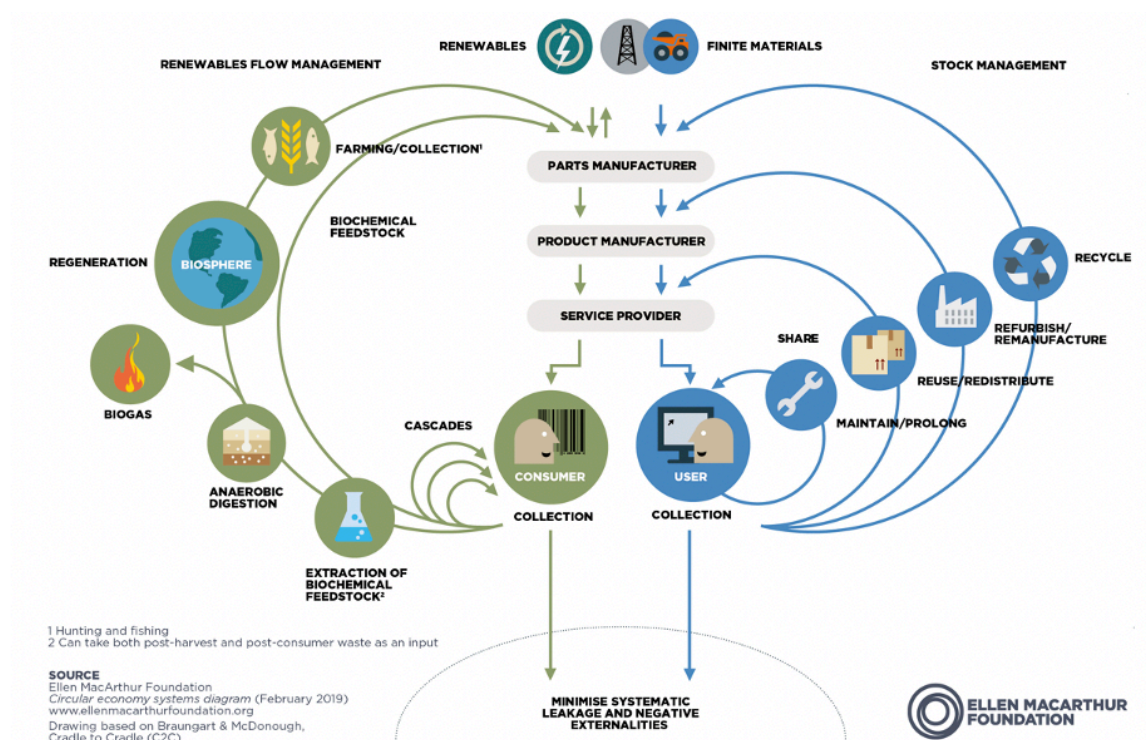 RENEWABLES
FINITE MATERIALS
RENEWABLES FLOW MANAGEMENT
STOCK MANAGEMENT
FARMING/COLLECTION¹
PARTS MANUFACTURER
BIOCHEMICAL
FEEDSTOCK
PRODUCT MANUFACTURER
REGENERATION
BIOSPHERE
RECYCLE
SERVICE PROVIDER
SHARE
REFURBISH/
REMANUFACTURE
REUSE/REDISTRIBUTE
BIOGAS
CASCADES
MAINTAIN/PROLONG
CONSUMER
USER
ANAEROBIC
DIGESTION
COLLECTION
COLLECTION
EXTRACTION OF
BIOCHEMICAL
FEEDSTOCK²
1 Hunting and fishing
2 Can take both post-harvest and post-consumer waste as an input
SOURCE
Ellen MacArthur Foundation
Circular economy systems diagram (February 2019)
www.ellenmacarthurfoundation.org
Drawing based on Braungart & McDonough,
Cradle to Cradle (C2C)
MINIMISE SYSTEMATIC
LEAKAGE AND NEGATIVE
EXTERNALITIES
ELLEN MACARTHUR
FOUNDATION